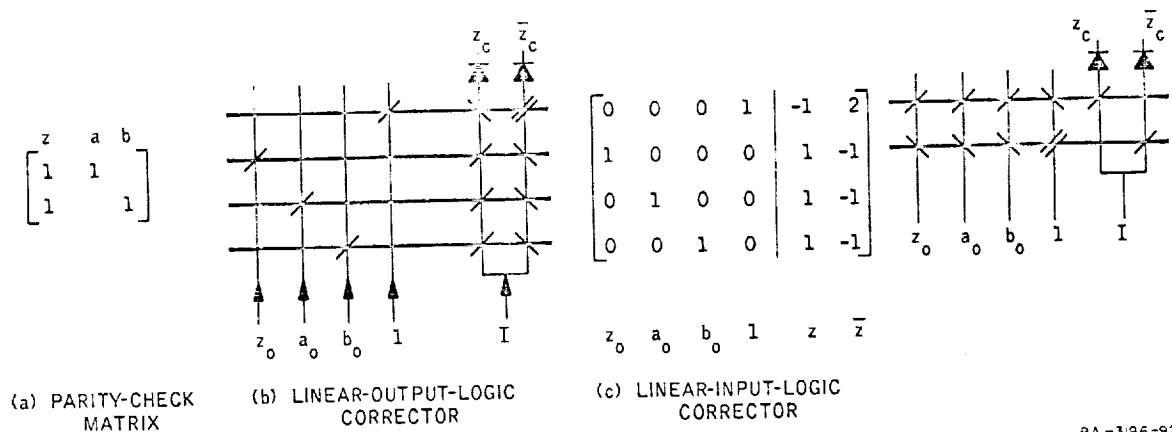 z a b
1 1
1 1
z_c z̅_c
z_o a_o b_o 1 I
0 0 0 1 -1 2
1 0 0 0 1 -1
0 1 0 0 1 -1
0 0 1 0 1 -1
z_o a_o b_o 1 z z̅
z_c z̅_c
z_o a_o b_o 1 I
(a) PARITY-CHECK
MATRIX
(b) LINEAR-OUTPUT-LOGIC
CORRECTOR
(c) LINEAR-INPUT-LOGIC
CORRECTOR